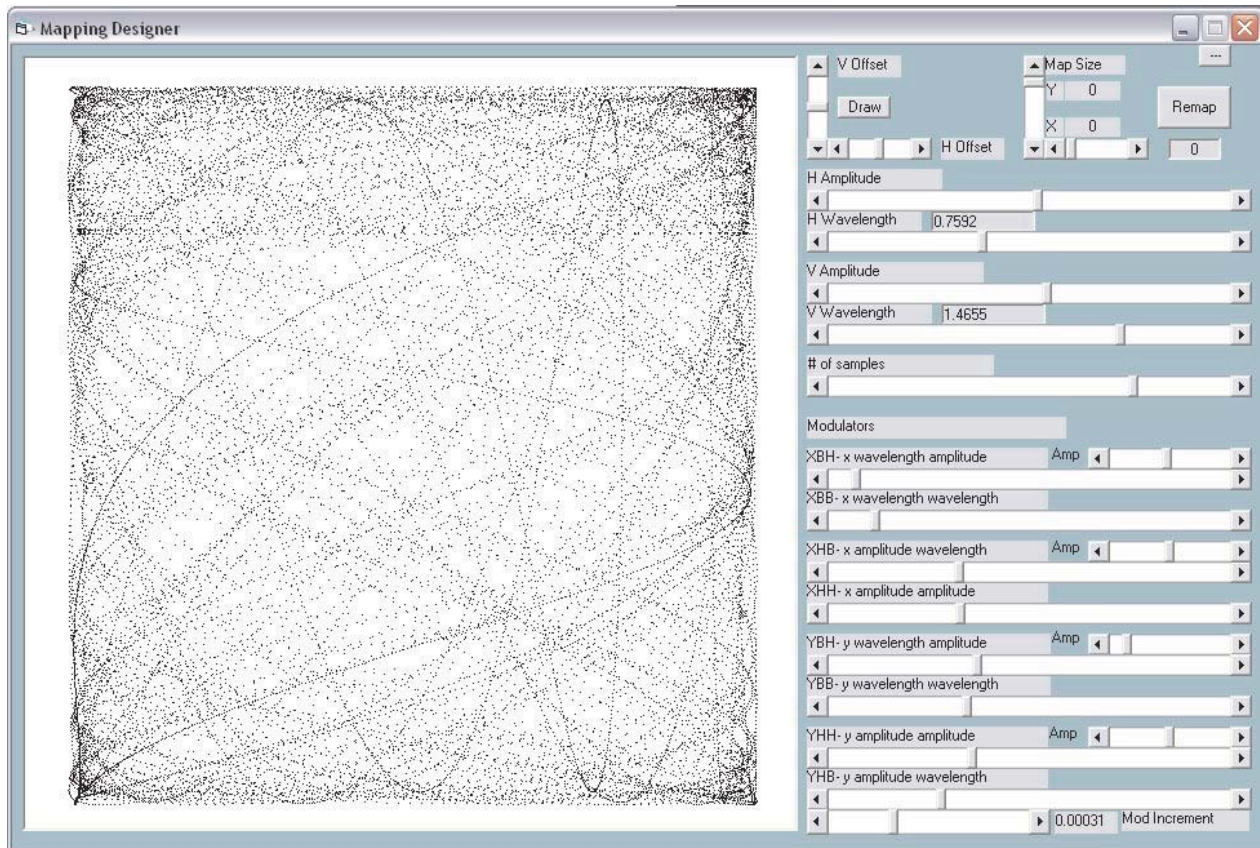 Mapping Designer
V Offset
Map Size
...
Y 0
Draw
Remap
X 0
H Offset
0
H Amplitude
H Wavelength 0.7592
V Amplitude
V Wavelength 1.4655
# of samples
Modulators
XBH- x wavelength amplitude Amp
XBB- x wavelength wavelength
XHB- x amplitude wavelength Amp
XHH- x amplitude amplitude
YBH- y wavelength amplitude Amp
YBB- y wavelength wavelength
YHH- y amplitude amplitude Amp
YHB- y amplitude wavelength
0.00031 Mod Increment